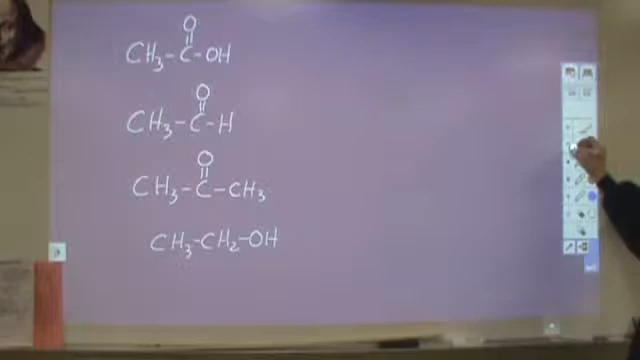 O
CH₃-C-OH
O
CH₃-C-H
O
CH₃-C-CH₃
CH₃-CH₂-OH